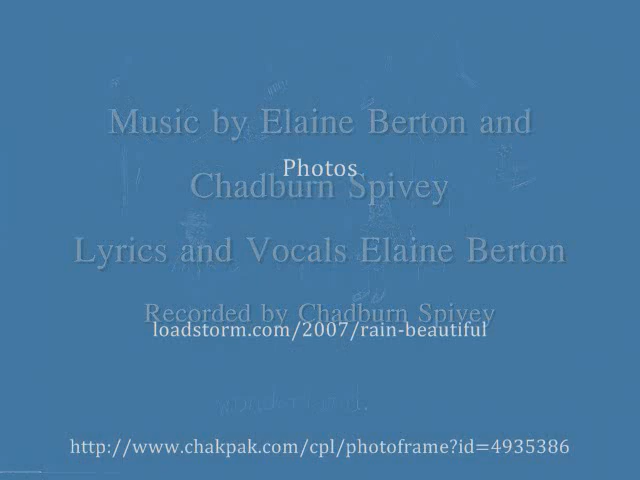 Music by Elaine Berton and
Photos
Chadburn Spivey
Lyrics and Vocals Elaine Berton
Recorded by Chadburn Spivey
loadstorm.com/2007/rain-beautiful
http://www.chakpak.com/cpl/photoframe?id=4935386